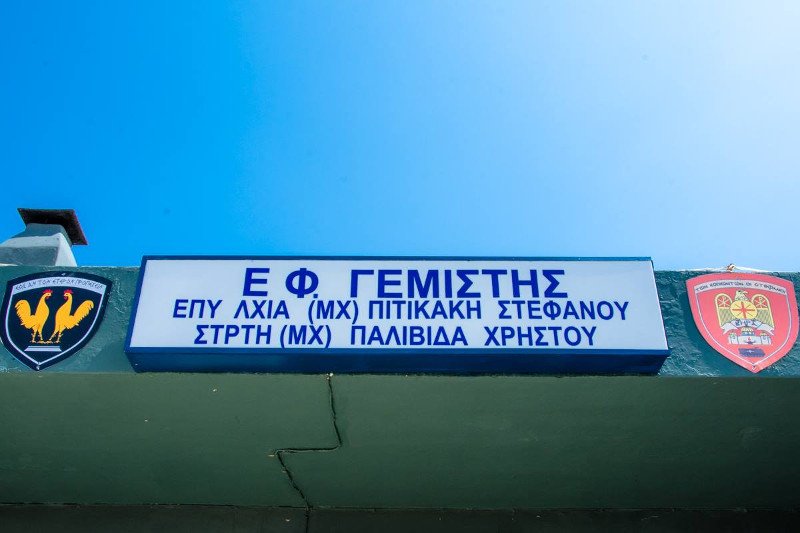 Ε Φ. ΓΕΜΙΣΤΗΣ
ΕΠΥ ΛΧΙΑ (ΜΧ) ΠΙΤΙΚΑΚΗ ΣΤΕΦΑΝΟΥ
ΣΤΡΤΗ (ΜΧ) ΠΑΛΙΒΙΔΑ ΧΡΗΣΤΟΥ